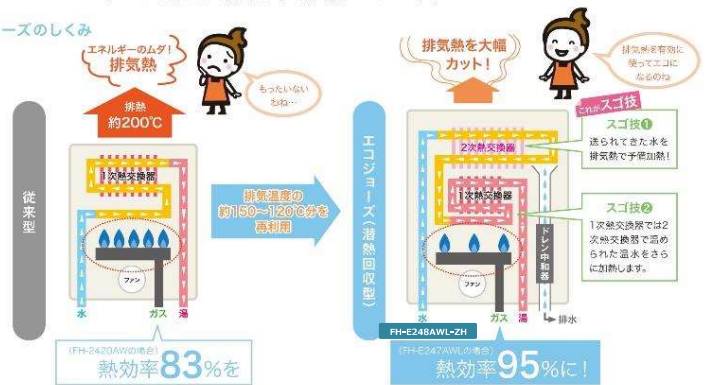 ーズのしくみ
エネルギーのムダ!
排気熱
もったいない
わね…
排熱
約200℃
従来型
1次熱交換器
ファン
水
ガス
湯
(FH-2420AWの場合)
熱効率83%を
排気温度の
約150〜120℃分を
再利用
排気熱を大幅
カット!
排気熱を有効に
使ってエコに
なるのね
エコジョーズ(潜熱回収型)
2次熱交換器
1次熱交換器
ファン
ドレン中和器
水
ガス
湯
排水
これがスゴ技
スゴ技❶
送られてきた水を
排気熱で予備加熱!
スゴ技❷
1次熱交換器では2
次熱交換器で温め
られた温水をさら
に加熱します。
FH-E248AWL-ZH
(FH-E247AWLの場合)
熱効率95%に!